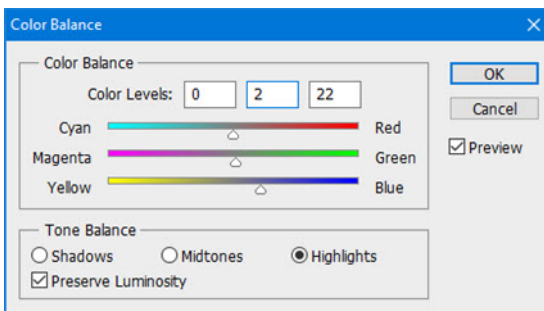 Color Balance
Color Balance
Color Levels: 0 2 22
Cyan Red
Magenta Green
Yellow Blue
Tone Balance
Shadows Midtones Highlights
Preserve Luminosity
OK
Cancel
Preview